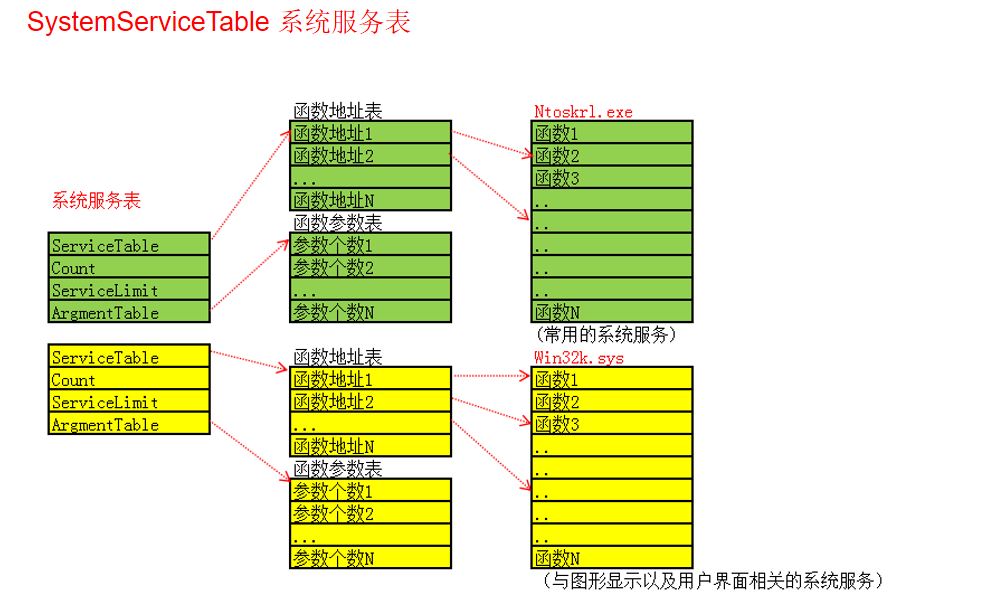 SystemServiceTable 系统服务表
系统服务表
ServiceTable
Count
ServiceLimit
ArgmentTable
函数地址表
函数地址1
函数地址2
...
函数地址N
函数参数表
参数个数1
参数个数2
...
参数个数N
Ntoskrl.exe
函数1
函数2
函数3
..
..
..
..
..
函数N
(常用的系统服务)
ServiceTable
Count
ServiceLimit
ArgmentTable
函数地址表
函数地址1
函数地址2
...
函数地址N
函数参数表
参数个数1
参数个数2
...
参数个数N
Win32k.sys
函数1
函数2
函数3
..
..
..
..
..
函数N
(与图形显示以及用户界面相关的系统服务)